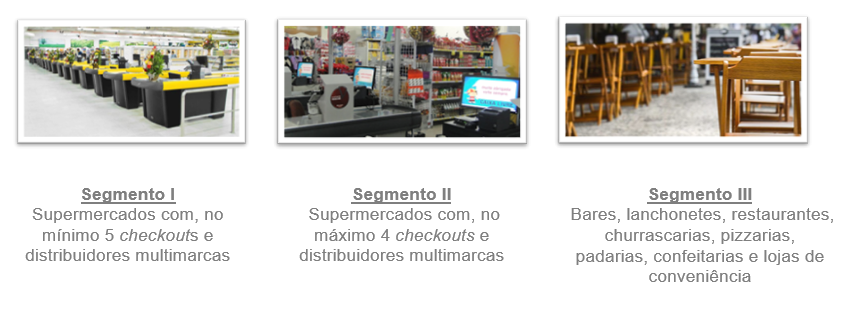 Segmento I
Supermercados com, no
mínimo 5 checkouts e
distribuidores multimarcas
Segmento II
Supermercados com, no
máximo 4 checkouts e
distribuidores multimarcas
Segmento III
Bares, lanchonetes, restaurantes,
churrascarias, pizzarias,
padarias, confeitarias e lojas de
conveniência